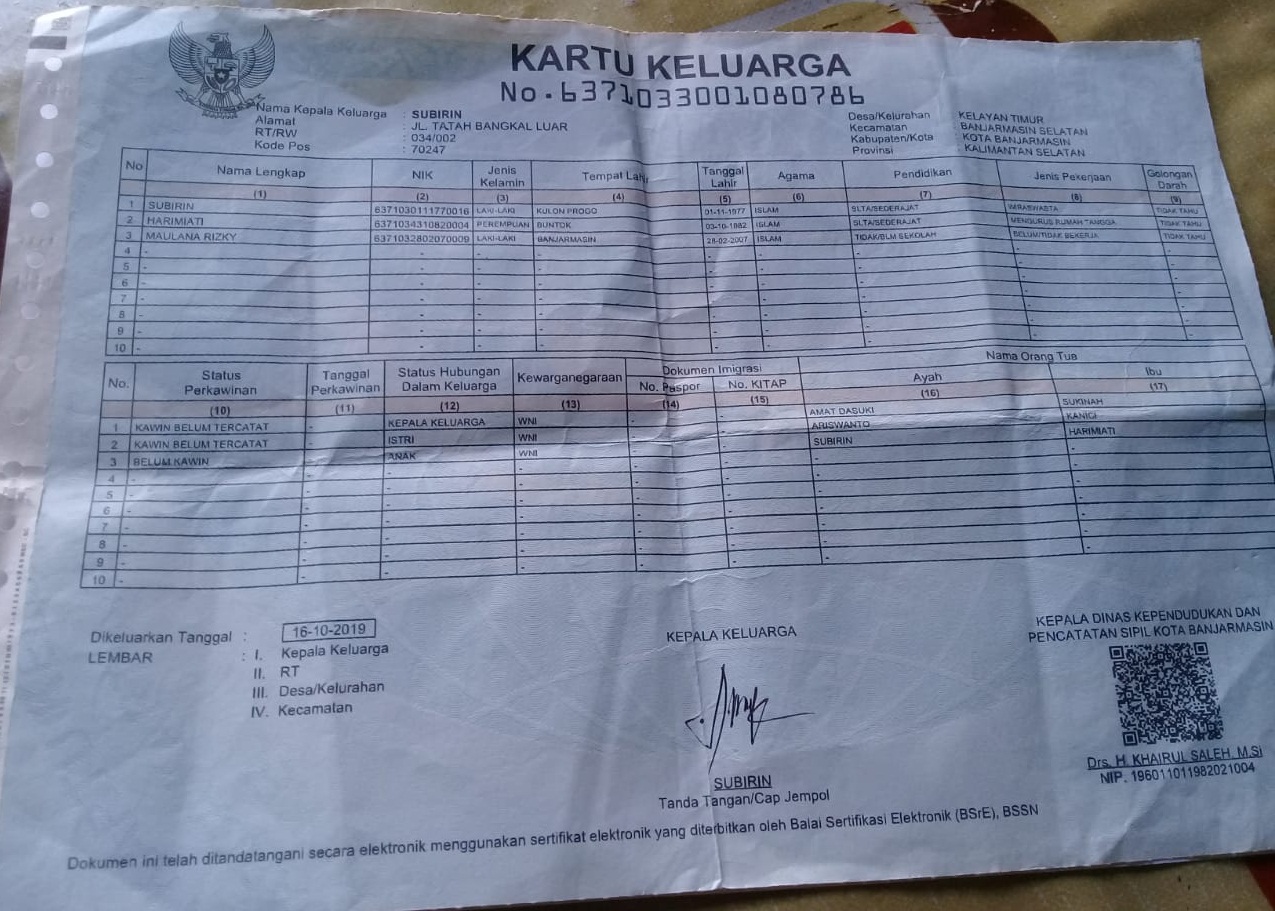 KARTU KELUARGA
No. 6371033001080786
Nama Kepala Keluarga : SUBIRIN
Alamat : JL. TATAH BANGKAL LUAR
RT/RW : 034/002
Kode Pos : 70247
Desa/Kelurahan : KELAYAN TIMUR
Kecamatan : BANJARMASIN SELATAN
Kabupaten/Kota : KOTA BANJARMASIN
Provinsi : KALIMANTAN SELATAN
No Nama Lengkap NIK Jenis Kelamin Tempat Lahir Tanggal Lahir Agama Pendidikan Jenis Pekerjaan Golongan Darah
(1) (2) (3) (4) (5) (6) (7) (8) (9)
1 SUBIRIN 6371030111770016 LAKI-LAKI KULON PROGO 01-11-1977 ISLAM SLTA/SEDERAJAT WIRASWASTA TIDAK TAHU
2 HARIMIATI 6371034310820004 PEREMPUAN BUNTOK 03-10-1982 ISLAM SLTA/SEDERAJAT MENGURUS RUMAH TANGGA TIDAK TAHU
3 MAULANA RIZKY 6371032802070009 LAKI-LAKI BANJARMASIN 28-02-2007 ISLAM TIDAK/BLM SEKOLAH BELUM/TIDAK BEKERJA TIDAK TAHU
4 - - - - - - - - -
5 - - - - - - - - -
6 - - - - - - - - -
7 - - - - - - - - -
8 - - - - - - - - -
9 - - - - - - - - -
10 - - - - - - - - -
No. Status Perkawinan Tanggal Perkawinan Status Hubungan Dalam Keluarga Kewarganegaraan Dokumen Imigrasi Nama Orang Tua
No. Paspor No. KITAP Ayah Ibu
(10) (11) (12) (13) (14) (15) (16) (17)
1 KAWIN BELUM TERCATAT - KEPALA KELUARGA WNI - - AMAT DASUKI SUKINAH
2 KAWIN BELUM TERCATAT - ISTRI WNI - - ARISWANTO KANICI
3 BELUM KAWIN - ANAK WNI - - SUBIRIN HARIMIATI
4 - - - - - - - -
5 - - - - - - - -
6 - - - - - - - -
7 - - - - - - - -
8 - - - - - - - -
9 - - - - - - - -
10 - - - - - - - -
Dikeluarkan Tanggal : 16-10-2019
LEMBAR : I. Kepala Keluarga
II. RT
III. Desa/Kelurahan
IV. Kecamatan
KEPALA KELUARGA
SUBIRIN
Tanda Tangan/Cap Jempol
KEPALA DINAS KEPENDUDUKAN DAN
PENCATATAN SIPIL KOTA BANJARMASIN
Drs. H. KHAIRUL SALEH, M.Si
NIP. 196011011982021004
Dokumen ini telah ditandatangani secara elektronik menggunakan sertifikat elektronik yang diterbitkan oleh Balai Sertifikasi Elektronik (BSrE), BSSN